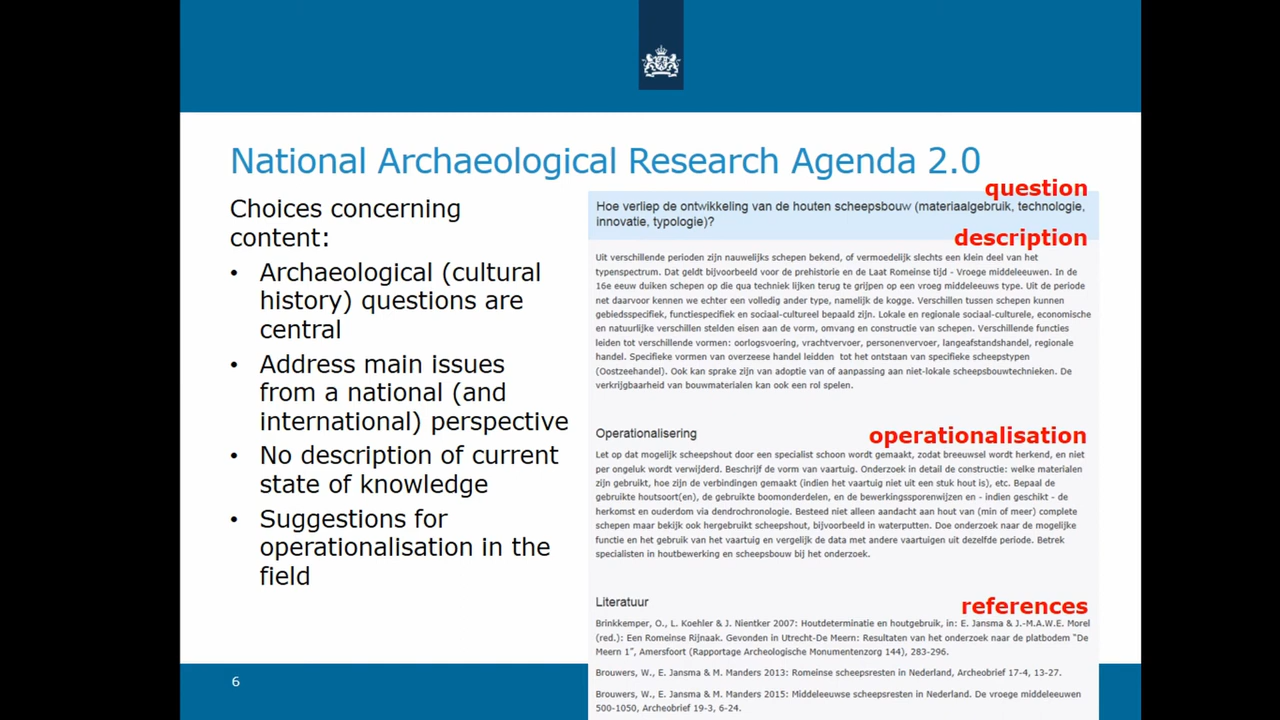 National Archaeological Research Agenda 2.0
Choices concerning
content:
• Archaeological (cultural
history) questions are
central
• Address main issues
from a national (and
international) perspective
• No description of current
state of knowledge
• Suggestions for
operationalisation in the
field
question
Hoe verliep de ontwikkeling van de houten scheepsbouw (materiaalgebruik, technologie,
innovatie, typologie)?
description
Uit verschillende perioden zijn nauwelijks schepen bekend, of vermoedelijk slechts een klein deel van het
typenspectrum. Dat geldt bijvoorbeeld voor de prehistorie en de Laat Romeinse tijd - Vroege middeleeuwen. In de
16e eeuw duiken schepen op die qua techniek lijken terug te grijpen op een vroeg middeleeuws type. Uit de periode
net daarvoor kennen we echter een volledig ander type, namelijk de kogge. Verschillen tussen schepen kunnen
gebiedsspecifiek, functiespecifiek en sociaal-cultureel bepaald zijn. Lokale en regionale sociaal-culturele, economische
en natuurlijke verschillen stelden eisen aan de vorm, omvang en constructie van schepen. Verschillende functies
leiden tot verschillende vormen: oorlogsvoering, vrachtvervoer, personenvervoer, langeafstandshandel, regionale
handel. Specifieke vormen van overzeese handel leidden tot het ontstaan van specifieke scheepstypen
(Oostzeehandel). Ook kan sprake zijn van adoptie van of aanpassing aan niet-lokale scheepsbouwtechnieken. De
verkrijgbaarheid van bouwmaterialen kan ook een rol spelen.
Operationalisering
operationalisation
Let op dat mogelijk scheepshout door een specialist schoon wordt gemaakt, zodat breeuwsel wordt herkend, en niet
per ongeluk wordt verwijderd. Beschrijf de vorm van vaartuig. Onderzoek in detail de constructie: welke materialen
zijn gebruikt, hoe zijn de verbindingen gemaakt (indien het vaartuig niet uit een stuk hout is), etc. Bepaal de
gebruikte houtsoort(en), de gebruikte boomonderdelen, en de bewerkingssporenwijzen en - indien geschikt - de
herkomst en ouderdom via dendrochronologie. Besteed niet alleen aandacht aan hout van (min of meer) complete
schepen maar bekijk ook hergebruikt scheepshout, bijvoorbeeld in waterputten. Doe onderzoek naar de mogelijke
functie en het gebruik van het vaartuig en vergelijk de data met andere vaartuigen uit dezelfde periode. Betrek
specialisten in houtbewerking en scheepsbouw bij het onderzoek.
Literatuur
references
Brinkkemper, O., L. Koehler & J. Nientker 2007: Houtdeterminatie en houtgebruik, in: E. Jansma & J.-M.A.W.E. Morel
(red.): Een Romeinse Rijnaak. Gevonden in Utrecht-De Meern: Resultaten van het onderzoek naar de platbodem “De
Meern 1”, Amersfoort (Rapportage Archeologische Monumentenzorg 144), 283-296.
Brouwers, W., E. Jansma & M. Manders 2013: Romeinse scheepsresten in Nederland, Archeobrief 17-4, 13-27.
Brouwers, W., E. Jansma & M. Manders 2015: Middeleeuwse scheepsresten in Nederland. De vroege middeleeuwen
500-1050, Archeobrief 19-3, 6-24.
6